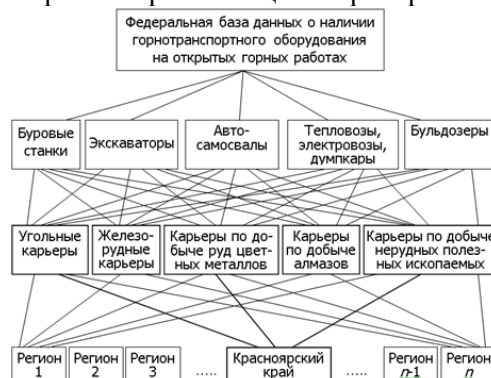 Федеральная база данных о наличии
горнотранспортного оборудования
на открытых горных работах
Буровые
станки
Экскаваторы
Авто-
самосвалы
Тепловозы,
электровозы,
думпкары
Бульдозеры
Угольные
карьеры
Железо-
рудные
карьеры
Карьеры по до-
быче руд цвет-
ных металлов
Карьеры
по добыче
алмазов
Карьеры по добыче
нерудных полез-
ных ископаемых
Регион
1
Регион
2
Регион
3
.....
Красноярский
край
.....
Регион
n-1
Регион
n